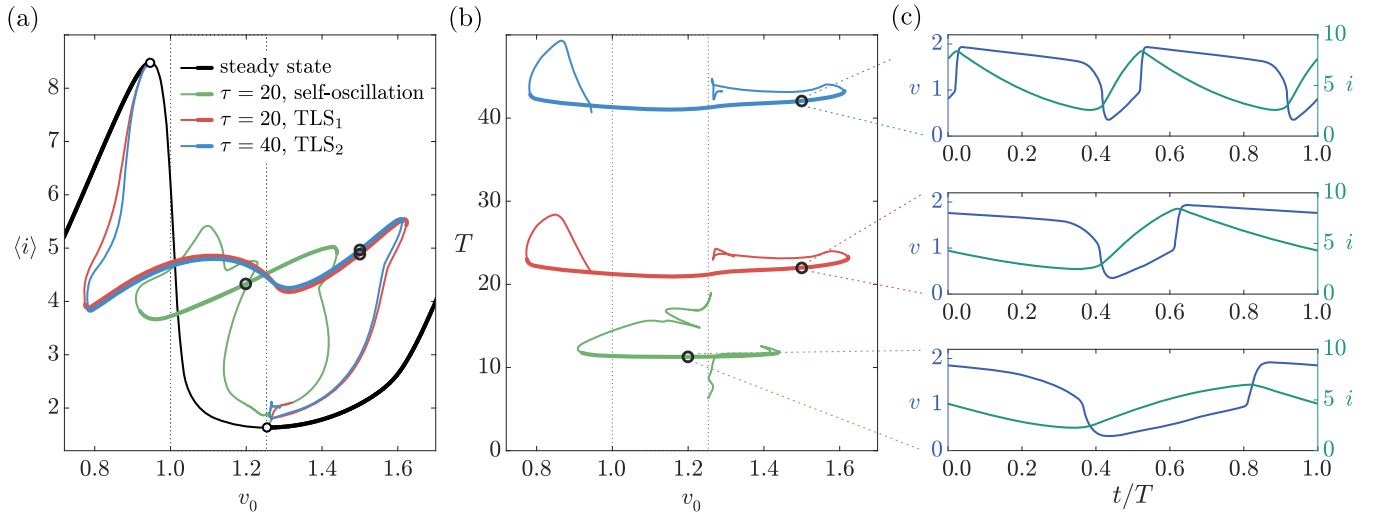 (a)
8
7
6
5
4
3
2
⟨i⟩
0.8
1.0
1.2
1.4
1.6
v₀
steady state
τ = 20, self-oscillation
τ = 20, TLS₁
τ = 40, TLS₂
(b)
40
30
20
10
0
T
0.8
1.0
1.2
1.4
1.6
v₀
(c)
2
v 1
0
10
5 i
0
0.0
0.2
0.4
0.6
0.8
1.0
2
v 1
0
10
5 i
0
0.0
0.2
0.4
0.6
0.8
1.0
2
v 1
0
10
5 i
0
0.0
0.2
0.4
0.6
0.8
1.0
t/T